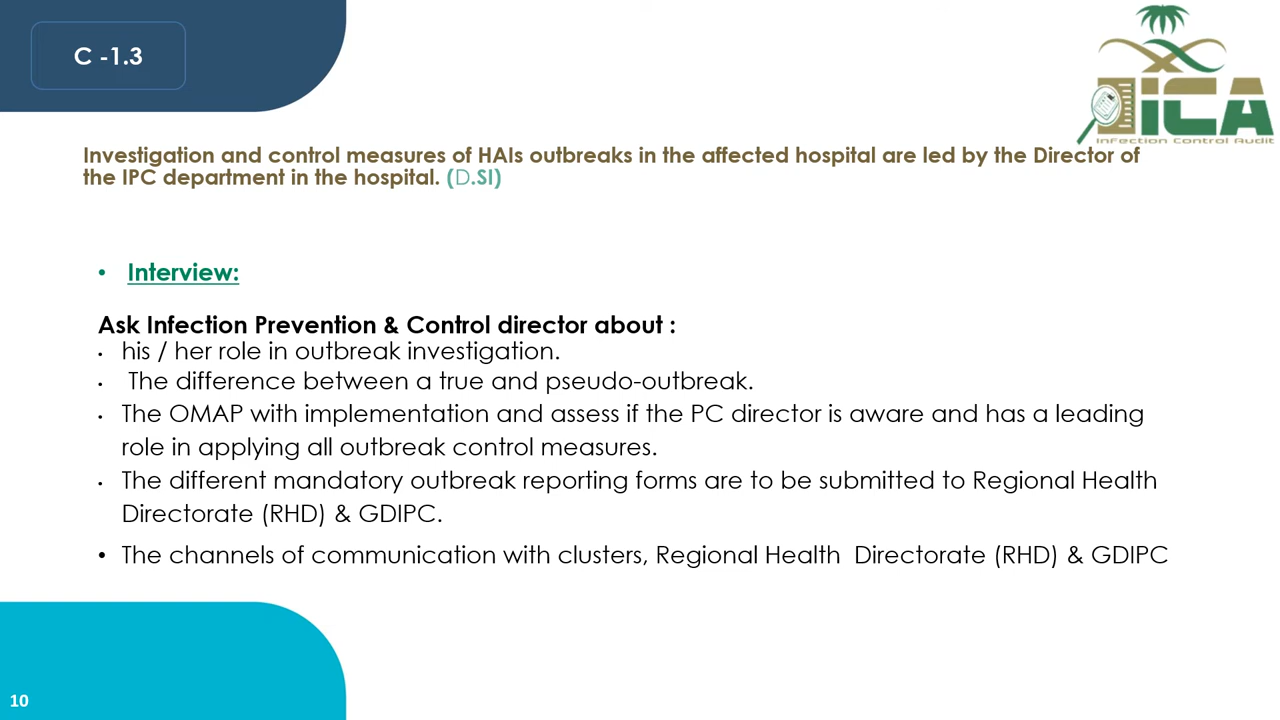 C -1.3
iCA
Infection Control Audit
Investigation and control measures of HAIs outbreaks in the affected hospital are led by the Director of
the IPC department in the hospital. (D.SI)
• Interview:
Ask Infection Prevention & Control director about :
• his / her role in outbreak investigation.
• The difference between a true and pseudo-outbreak.
• The OMAP with implementation and assess if the PC director is aware and has a leading
role in applying all outbreak control measures.
• The different mandatory outbreak reporting forms are to be submitted to Regional Health
Directorate (RHD) & GDIPC.
• The channels of communication with clusters, Regional Health Directorate (RHD) & GDIPC
10